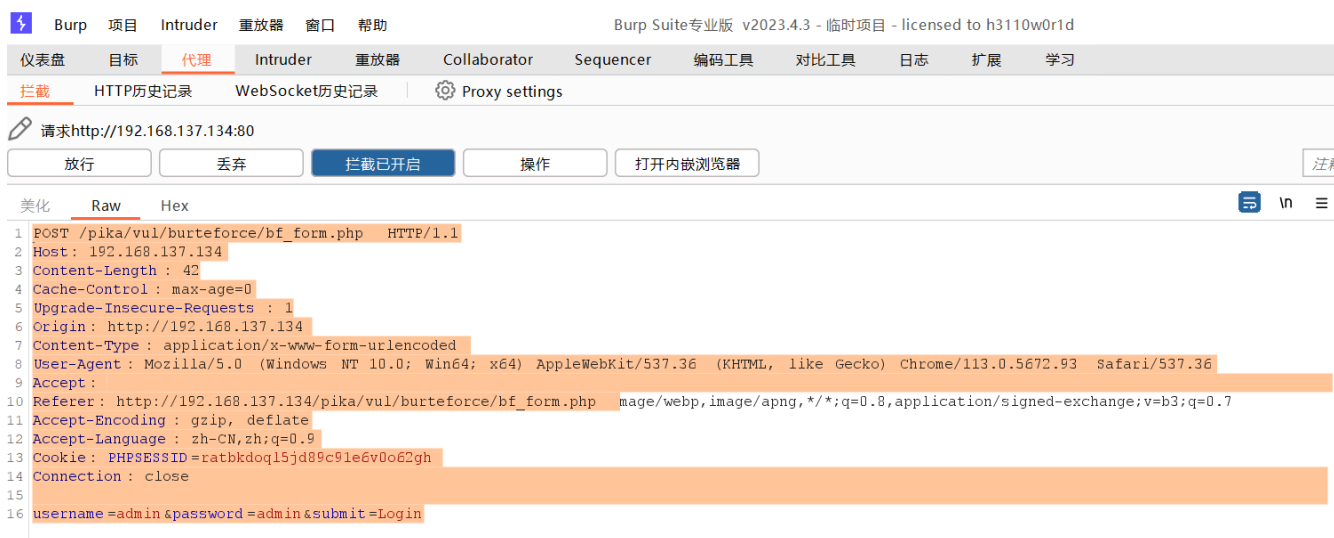 Burp 项目 Intruder 重放器 窗口 帮助 Burp Suite专业版 v2023.4.3 - 临时项目 - licensed to h3110w0r1d
仪表盘 目标 代理 Intruder 重放器 Collaborator Sequencer 编码工具 对比工具 日志 扩展 学习
拦截 HTTP历史记录 WebSocket历史记录 Proxy settings
请求http://192.168.137.134:80
放行 丢弃 拦截已开启 操作 打开内嵌浏览器
美化 Raw Hex \n
1 POST /pika/vul/burteforce/bf_form.php HTTP/1.1
2 Host: 192.168.137.134
3 Content-Length : 42
4 Cache-Control : max-age=0
5 Upgrade-Insecure-Requests : 1
6 Origin: http://192.168.137.134
7 Content-Type : application/x-www-form-urlencoded
8 User-Agent : Mozilla/5.0 (Windows NT 10.0; Win64; x64) AppleWebKit/537.36 (KHTML, like Gecko) Chrome/113.0.5672.93 Safari/537.36
9 Accept :
10 Referer: http://192.168.137.134/pika/vul/burteforce/bf_form.php mage/webp,image/apng,*/*;q=0.8,application/signed-exchange;v=b3;q=0.7
11 Accept-Encoding : gzip, deflate
12 Accept-Language : zh-CN,zh;q=0.9
13 Cookie: PHPSESSID=ratbkdoql5jd89c91e6v0o62gh
14 Connection : close
15
16 username=admin&password=admin&submit=Login